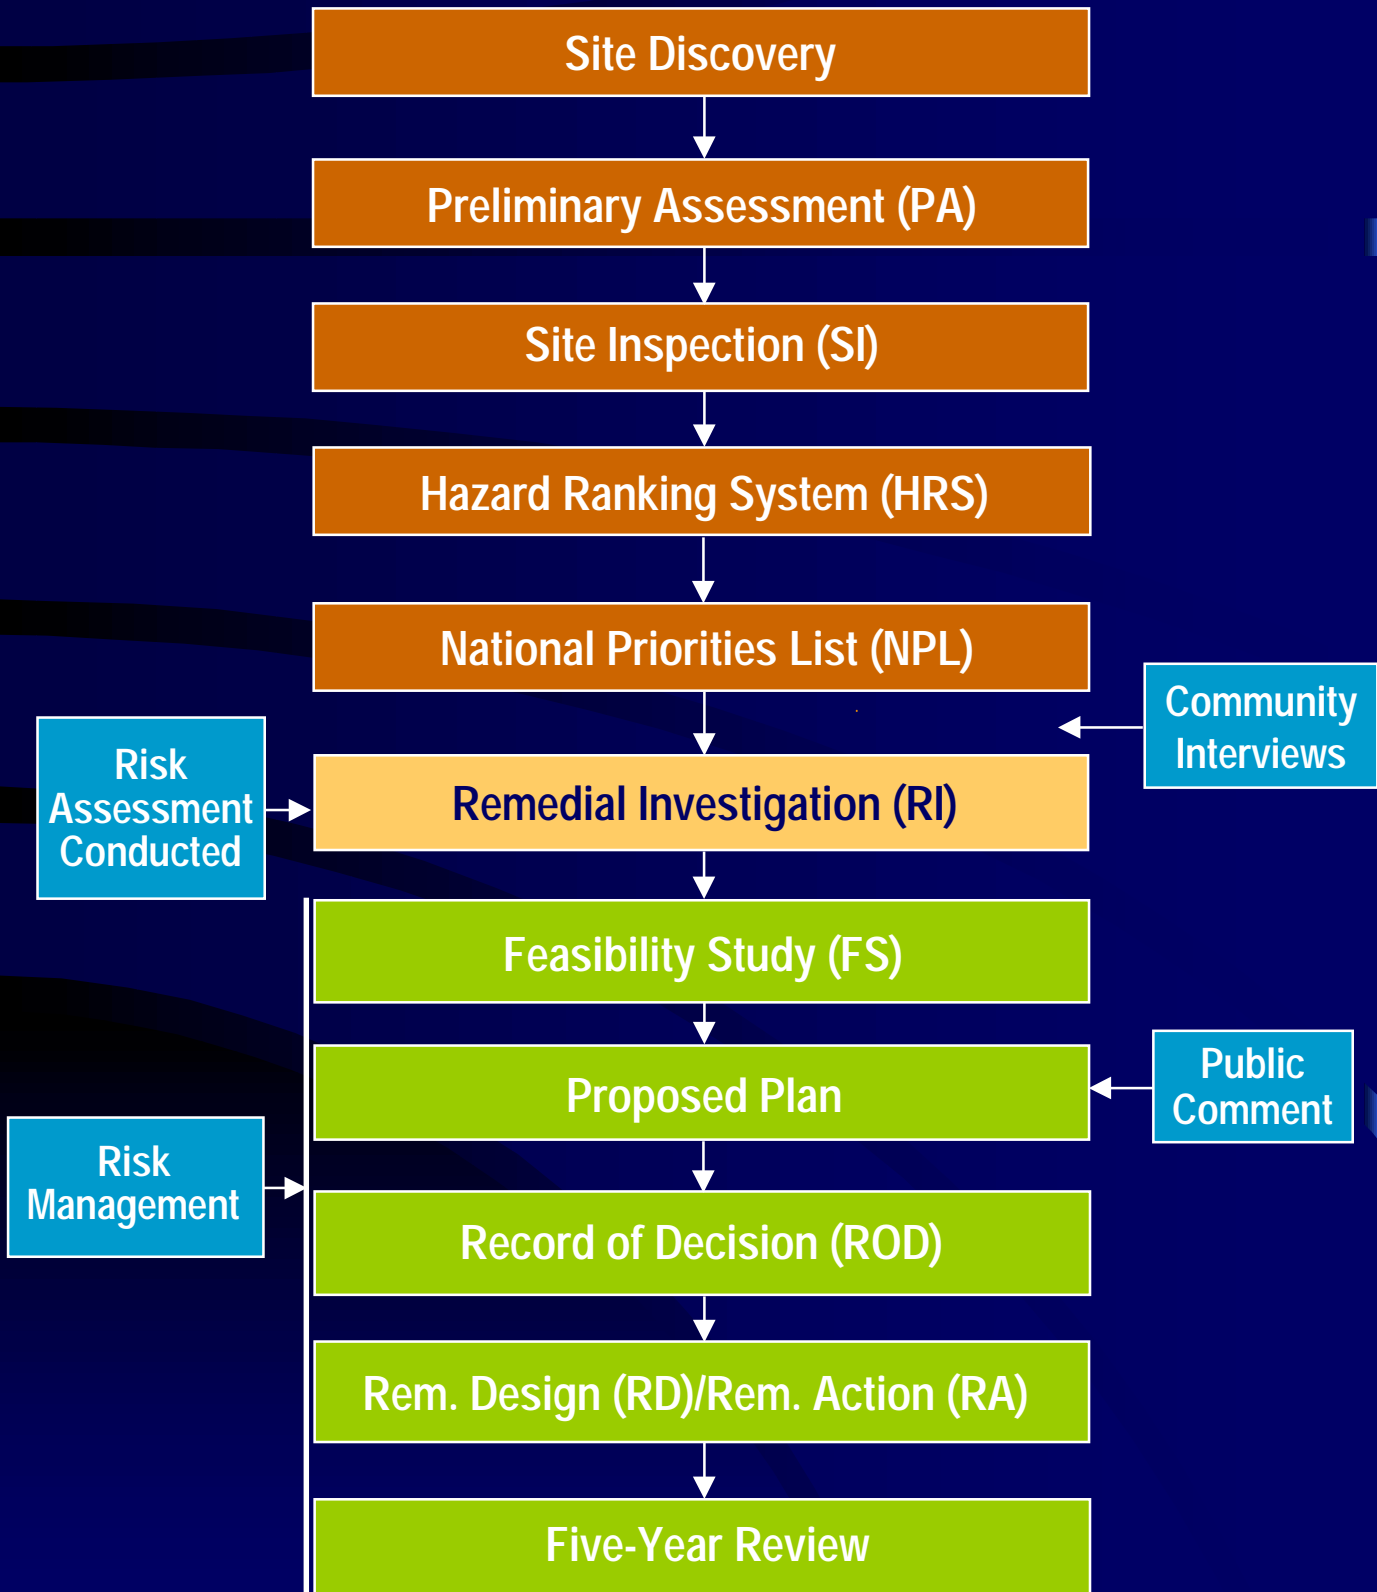 Site Discovery
Preliminary Assessment (PA)
Site Inspection (SI)
Hazard Ranking System (HRS)
National Priorities List (NPL)
Community
Interviews
Risk
Assessment
Conducted
Remedial Investigation (RI)
Feasibility Study (FS)
Proposed Plan
Public
Comment
Risk
Management
Record of Decision (ROD)
Rem. Design (RD)/Rem. Action (RA)
Five-Year Review